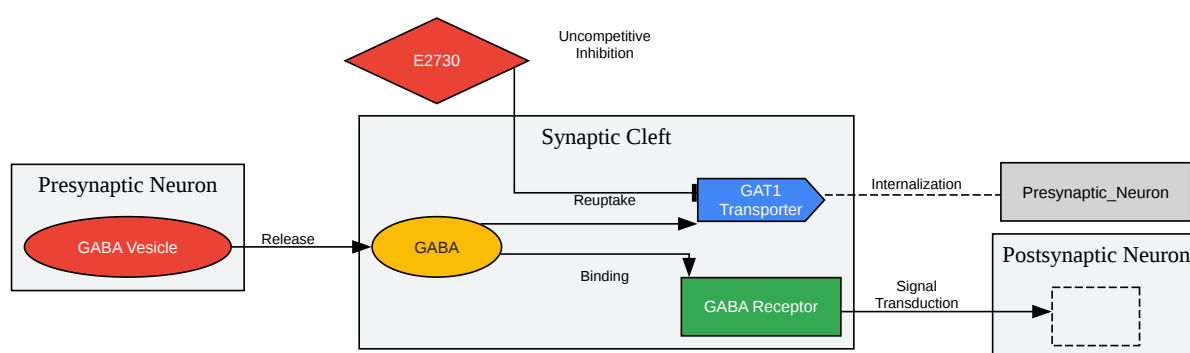 E2730
Uncompetitive
Inhibition
Synaptic Cleft
Presynaptic Neuron
GABA Vesicle
Release
GABA
Reuptake
Binding
GAT1
Transporter
Internalization
Presynaptic_Neuron
GABA Receptor
Signal
Transduction
Postsynaptic Neuron